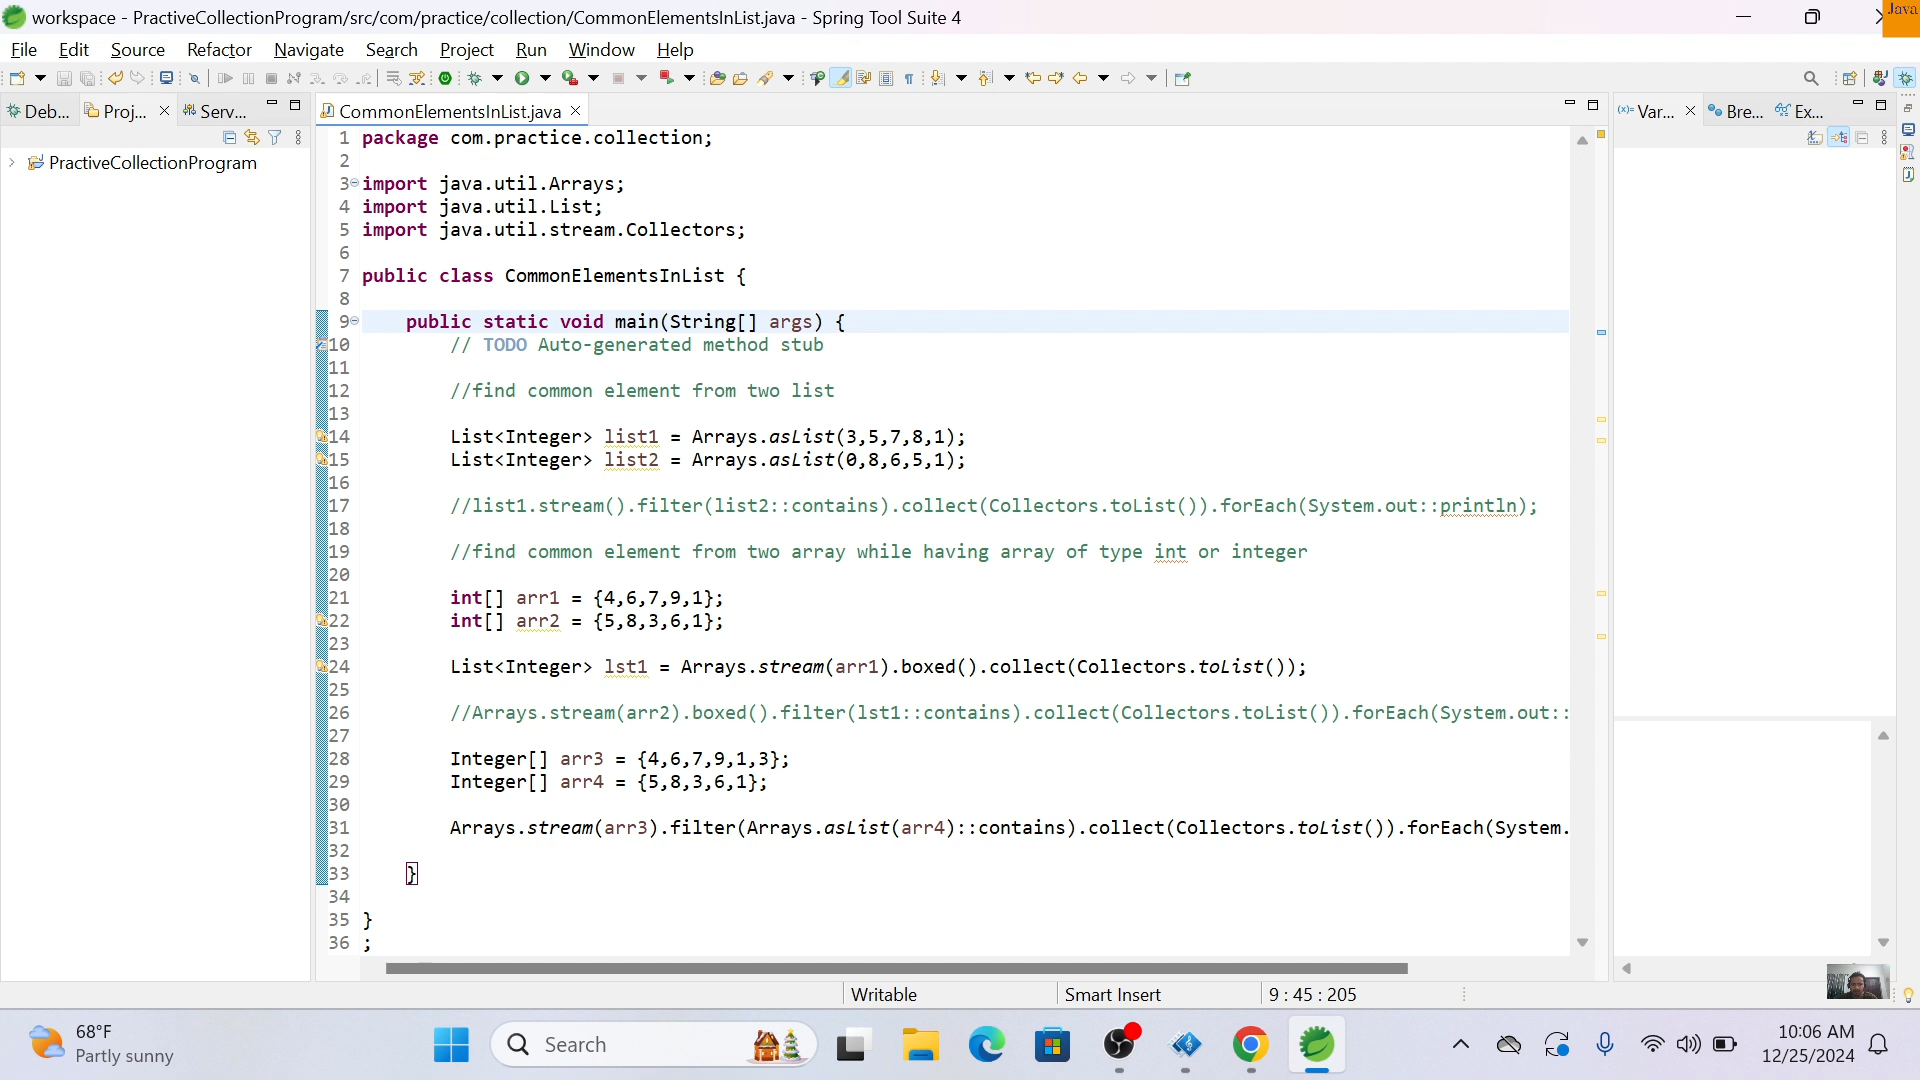 workspace - PractiveCollectionProgram/src/com/practice/collection/CommonElementsInList.java - Spring Tool Suite 4
Java
File Edit Source Refactor Navigate Search Project Run Window Help
Deb... Proj... Serv...
CommonElementsInList.java
Var... Bre... Ex...
PractiveCollectionProgram
1 package com.practice.collection;
2
3 import java.util.Arrays;
4 import java.util.List;
5 import java.util.stream.Collectors;
6
7 public class CommonElementsInList {
8
9 public static void main(String[] args) {
10 // TODO Auto-generated method stub
11
12 //find common element from two list
13
14 List<Integer> list1 = Arrays.asList(3,5,7,8,1);
15 List<Integer> list2 = Arrays.asList(0,8,6,5,1);
16
17 //list1.stream().filter(list2::contains).collect(Collectors.toList()).forEach(System.out::println);
18
19 //find common element from two array while having array of type int or integer
20
21 int[] arr1 = {4,6,7,9,1};
22 int[] arr2 = {5,8,3,6,1};
23
24 List<Integer> lst1 = Arrays.stream(arr1).boxed().collect(Collectors.toList());
25
26 //Arrays.stream(arr2).boxed().filter(lst1::contains).collect(Collectors.toList()).forEach(System.out::
27
28 Integer[] arr3 = {4,6,7,9,1,3};
29 Integer[] arr4 = {5,8,3,6,1};
30
31 Arrays.stream(arr3).filter(Arrays.asList(arr4)::contains).collect(Collectors.toList()).forEach(System.
32
33 }
34
35 }
36 ;
Writable Smart Insert 9 : 45 : 205
68°F
Partly sunny
Search
10:06 AM
12/25/2024